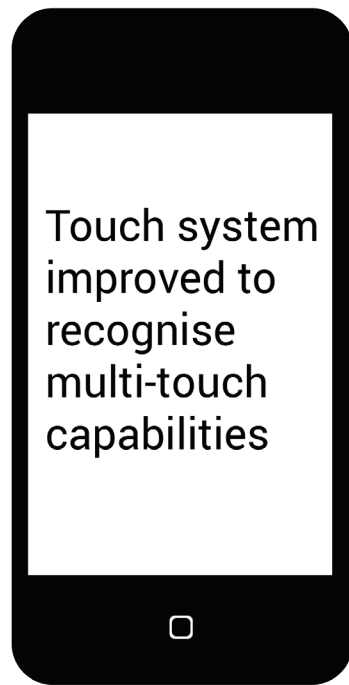 Touch system
improved to
recognise
multi-touch
capabilities